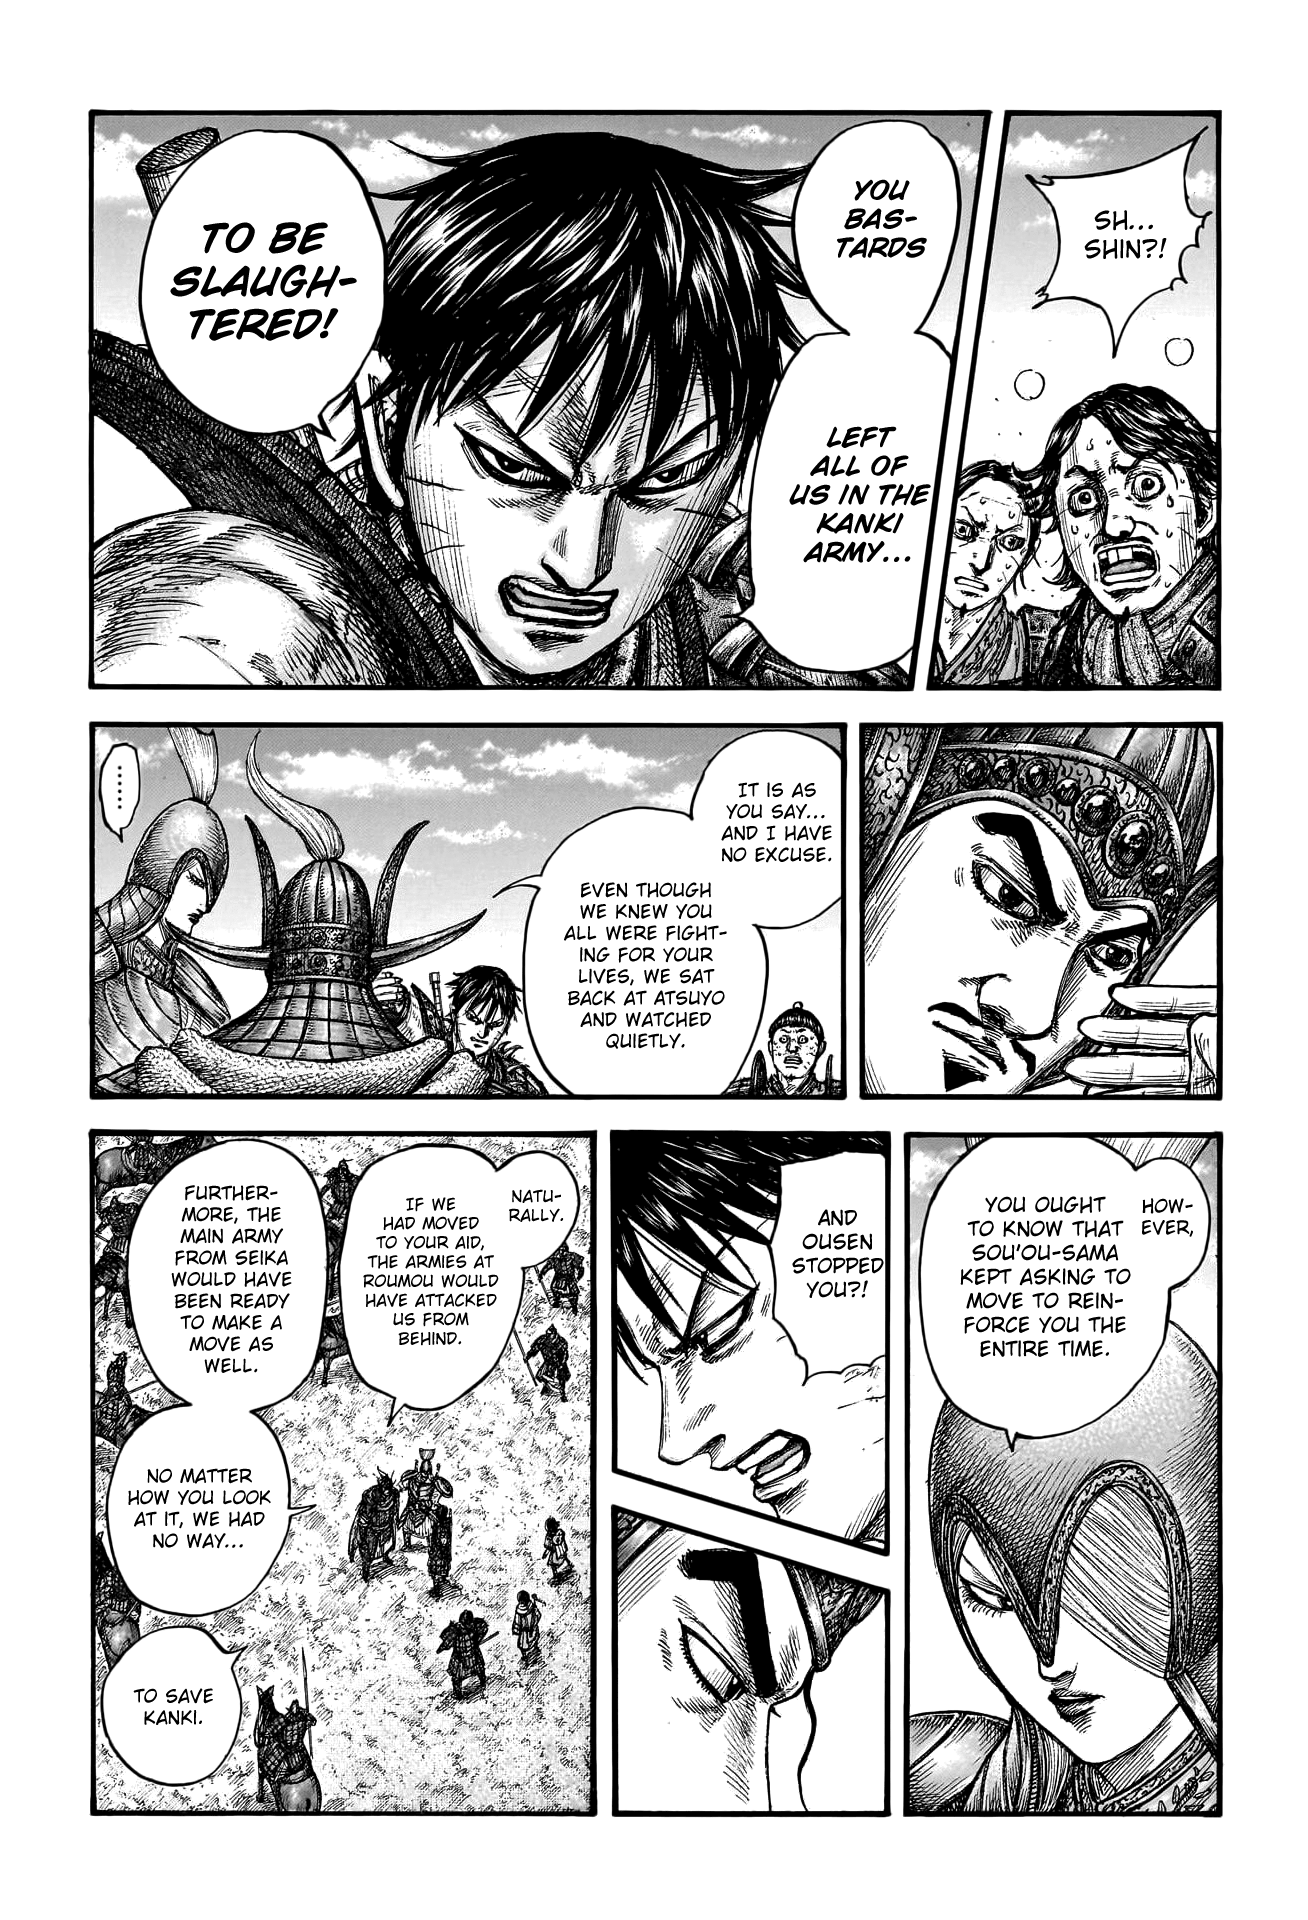 SH...
SHIN?!
YOU
BAS-
TARDS
LEFT
ALL OF
US IN THE
KANKI
ARMY...
TO BE
SLAUGH-
TERED!
IT IS AS
YOU SAY...
AND I HAVE
NO EXCUSE.
EVEN THOUGH
WE KNEW YOU
ALL WERE FIGHT-
ING FOR YOUR
LIVES, WE SAT
BACK AT ATSUYO
AND WATCHED
QUIETLY.
........
HOW-
EVER,
YOU OUGHT
TO KNOW THAT
SOU'OU-SAMA
KEPT ASKING TO
MOVE TO REIN-
FORCE YOU THE
ENTIRE TIME.
AND
OUSEN
STOPPED
YOU?!
NATU-
RALLY.
IF WE
HAD MOVED
TO YOUR AID,
THE ARMIES AT
ROUMOU WOULD
HAVE ATTACKED
US FROM
BEHIND.
FURTHER-
MORE, THE
MAIN ARMY
FROM SEIKA
WOULD HAVE
BEEN READY
TO MAKE A
MOVE AS
WELL.
NO MATTER
HOW YOU LOOK
AT IT, WE HAD
NO WAY...
TO SAVE
KANKI.